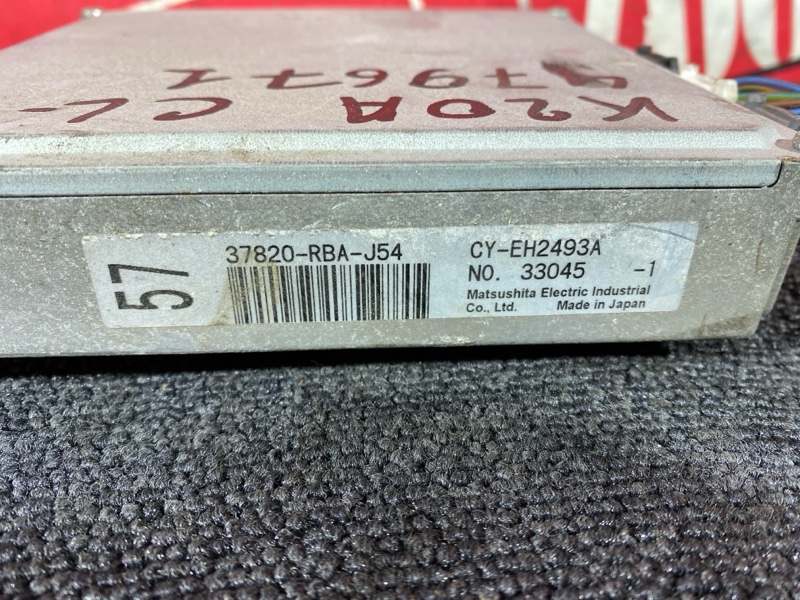 K20A CL-
57
37820-RBA-J54
CY-EH2493A
NO. 33045 -1
Matsushita Electric Industrial
Co., Ltd. Made in Japan